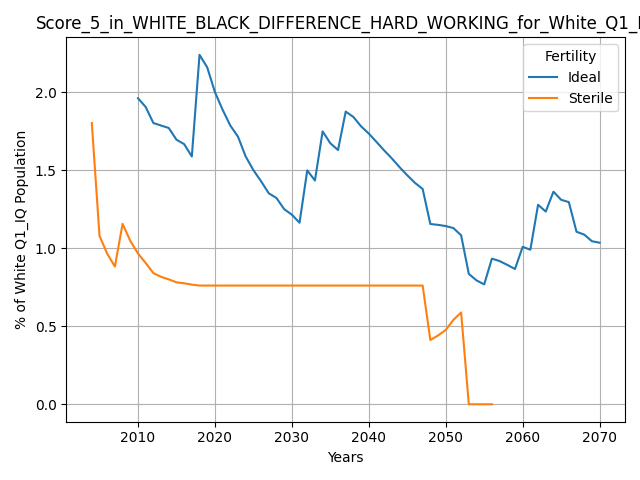 Score_5_in_WHITE_BLACK_DIFFERENCE_HARD_WORKING_for_White_Q1_I
Fertility
Ideal
Sterile
% of White Q1_IQ Population
2.0
1.5
1.0
0.5
0.0
2010 2020 2030 2040 2050 2060 2070
Years